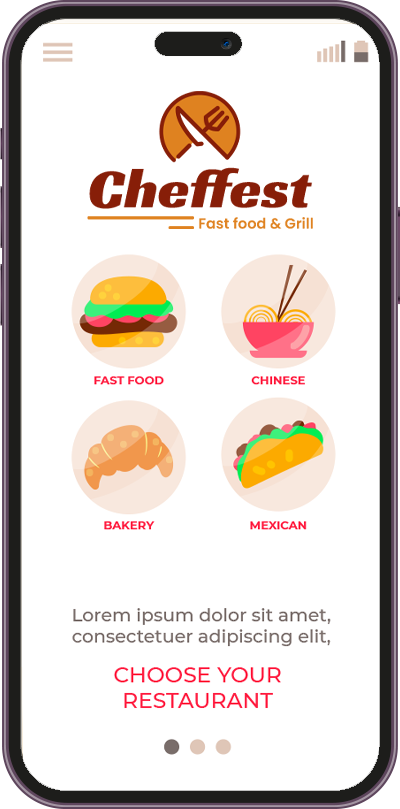 Cheffest
Fast food & Grill
FAST FOOD
CHINESE
BAKERY
MEXICAN
Lorem ipsum dolor sit amet,
consectetuer adipiscing elit,
CHOOSE YOUR
RESTAURANT